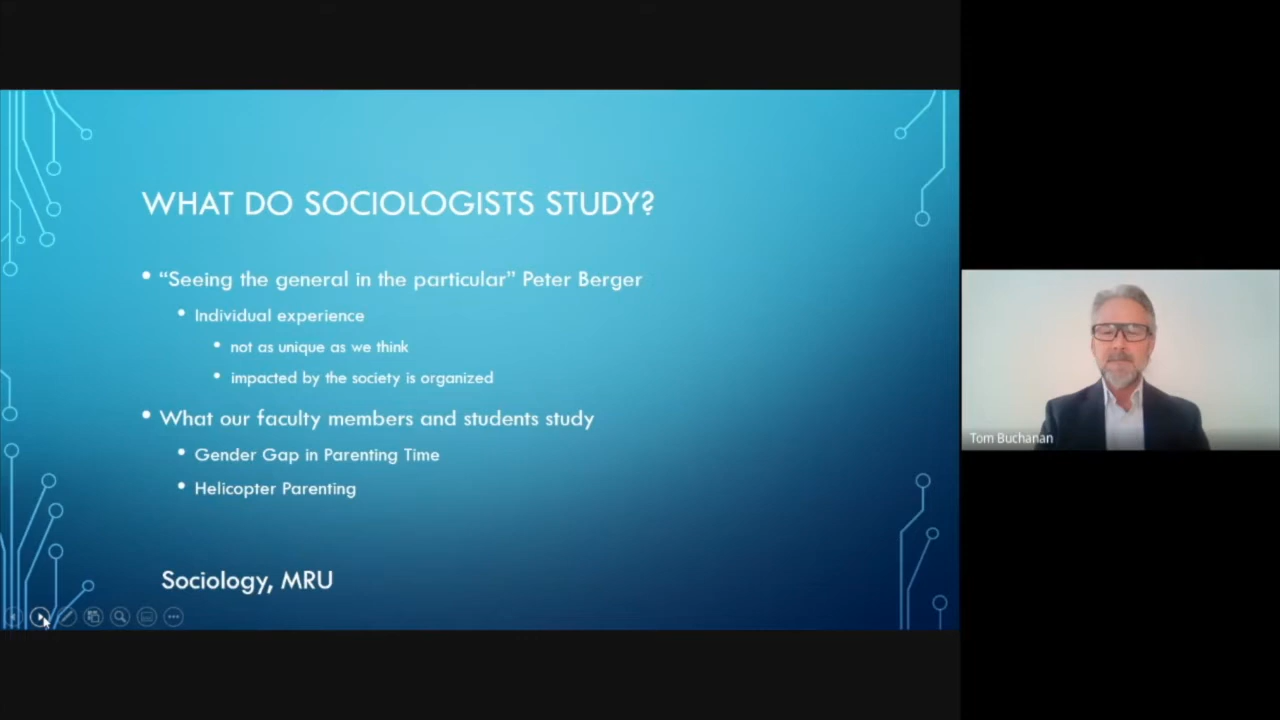 WHAT DO SOCIOLOGISTS STUDY?
• “Seeing the general in the particular” Peter Berger
• Individual experience
• not as unique as we think
• impacted by the society is organized
• What our faculty members and students study
• Gender Gap in Parenting Time
• Helicopter Parenting
Sociology, MRU
Tom Buchanan